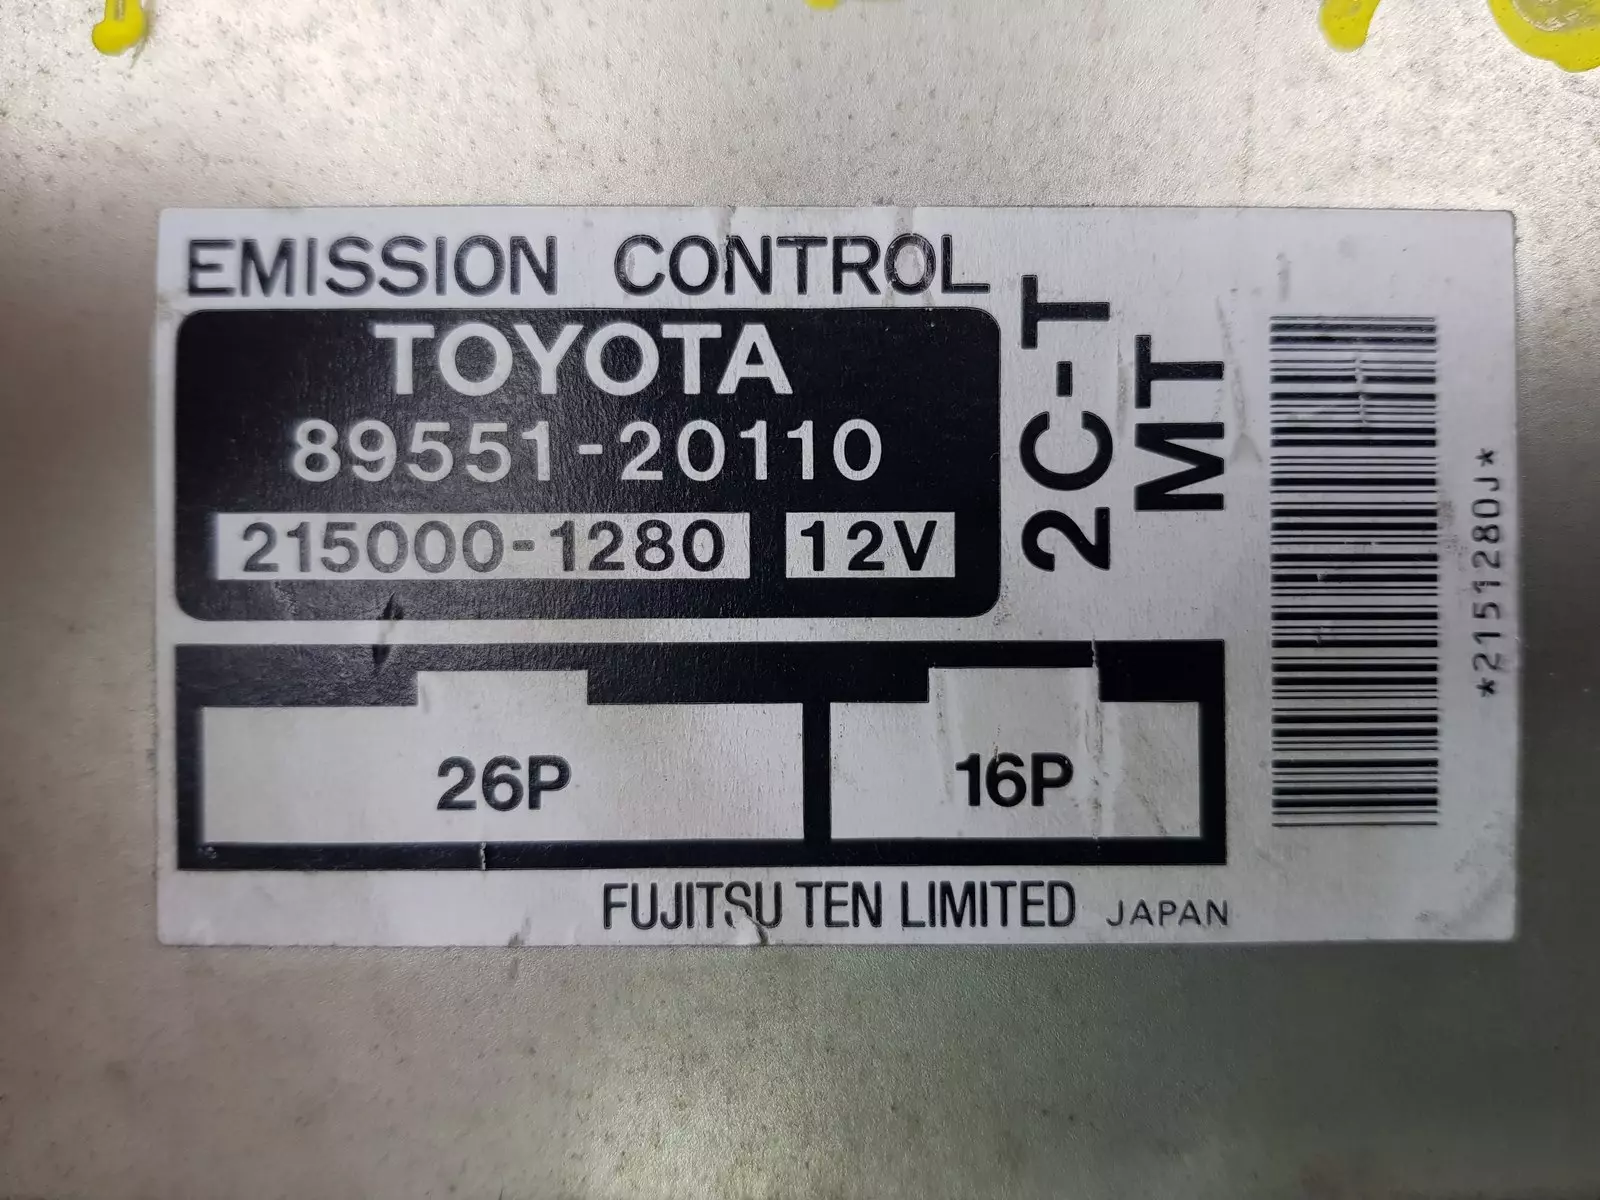 EMISSION CONTROL
TOYOTA
89551-20110
215000-1280 12V
2C-T
MT
26P 16P
FUJITSU TEN LIMITED JAPAN
*2151280J*